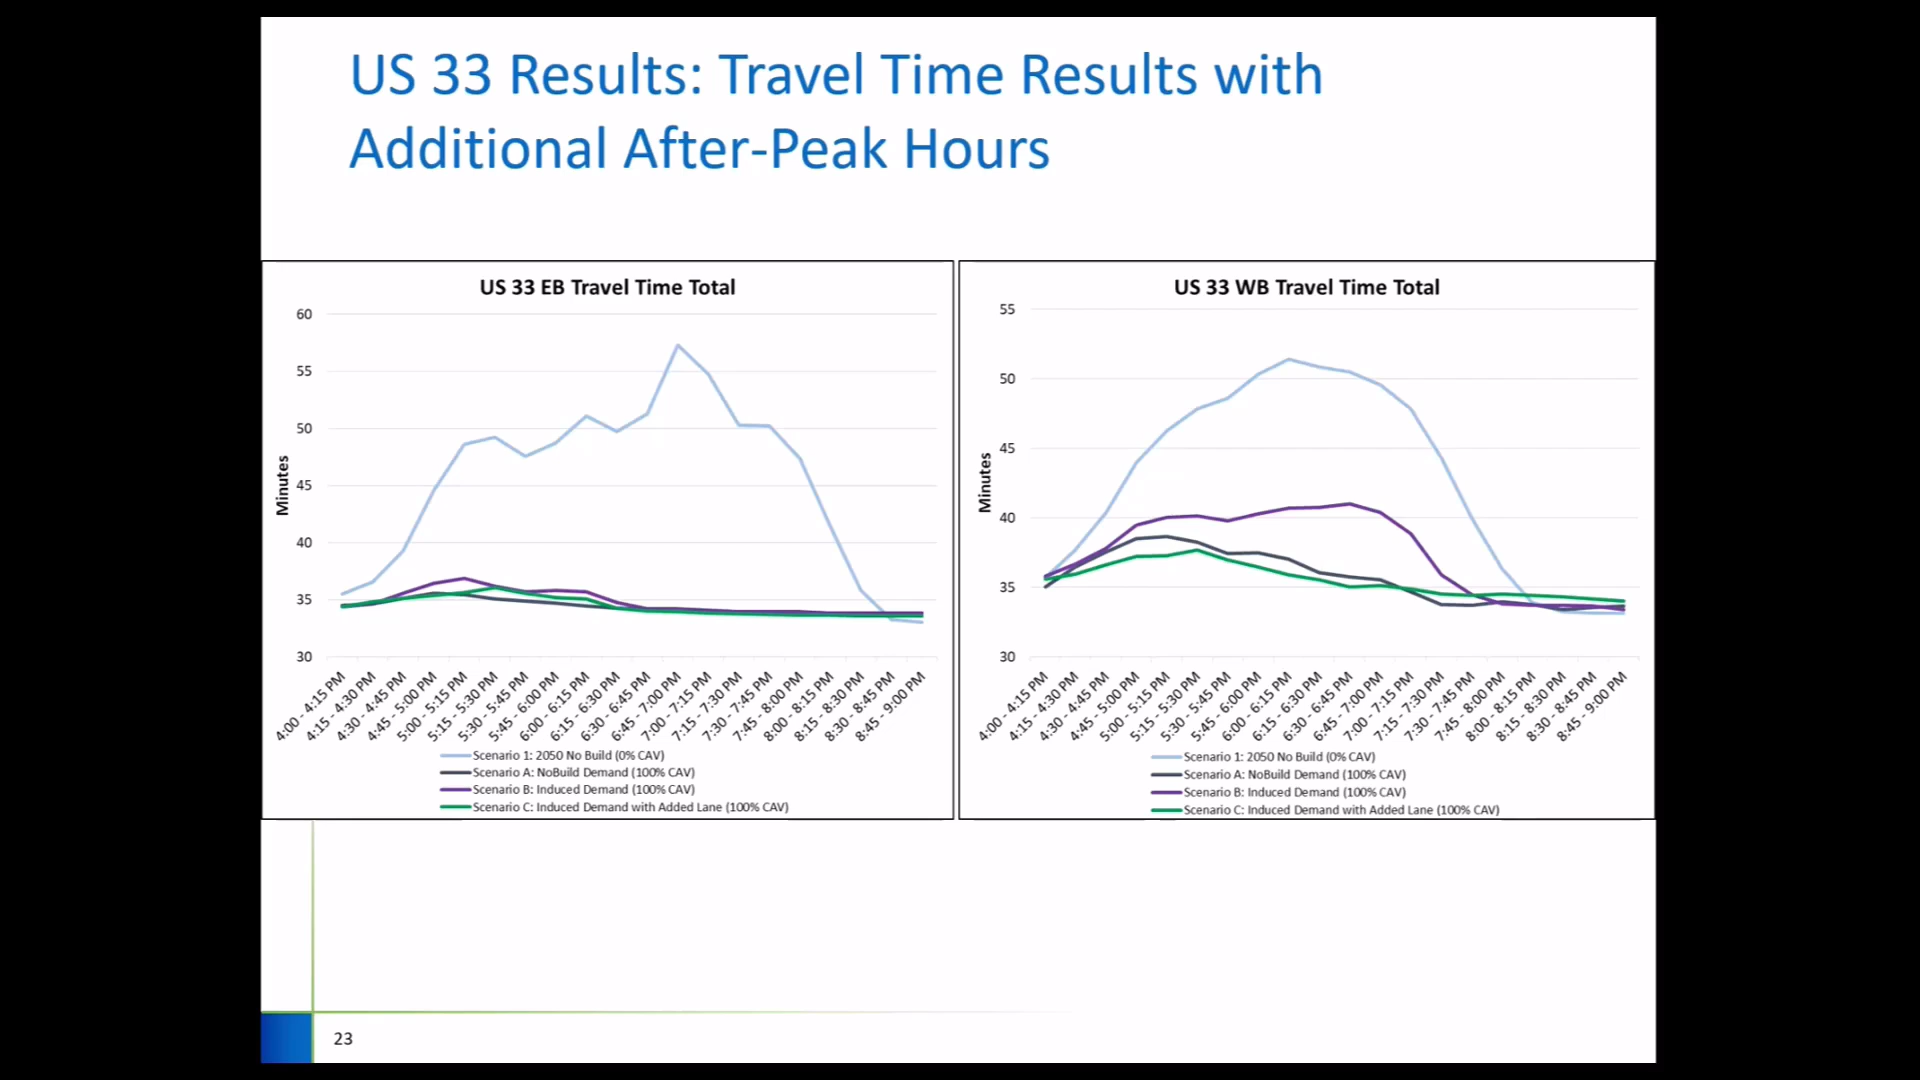 US 33 Results: Travel Time Results with
Additional After-Peak Hours
US 33 EB Travel Time Total
60
55
50
45
40
35
30
Minutes
4:00 - 4:15 PM
4:15 - 4:30 PM
4:30 - 4:45 PM
4:45 - 5:00 PM
5:00 - 5:15 PM
5:15 - 5:30 PM
5:30 - 5:45 PM
5:45 - 6:00 PM
6:00 - 6:15 PM
6:15 - 6:30 PM
6:30 - 6:45 PM
6:45 - 7:00 PM
7:00 - 7:15 PM
7:15 - 7:30 PM
7:30 - 7:45 PM
7:45 - 8:00 PM
8:00 - 8:15 PM
8:15 - 8:30 PM
8:30 - 8:45 PM
8:45 - 9:00 PM
Scenario 1: 2050 No Build (0% CAV)
Scenario A: NoBuild Demand (100% CAV)
Scenario B: Induced Demand (100% CAV)
Scenario C: Induced Demand with Added Lane (100% CAV)
US 33 WB Travel Time Total
55
50
45
40
35
30
Minutes
4:00 - 4:15 PM
4:15 - 4:30 PM
4:30 - 4:45 PM
4:45 - 5:00 PM
5:00 - 5:15 PM
5:15 - 5:30 PM
5:30 - 5:45 PM
5:45 - 6:00 PM
6:00 - 6:15 PM
6:15 - 6:30 PM
6:30 - 6:45 PM
6:45 - 7:00 PM
7:00 - 7:15 PM
7:15 - 7:30 PM
7:30 - 7:45 PM
7:45 - 8:00 PM
8:00 - 8:15 PM
8:15 - 8:30 PM
8:30 - 8:45 PM
8:45 - 9:00 PM
Scenario 1: 2050 No Build (0% CAV)
Scenario A: NoBuild Demand (100% CAV)
Scenario B: Induced Demand (100% CAV)
Scenario C: Induced Demand with Added Lane (100% CAV)
23